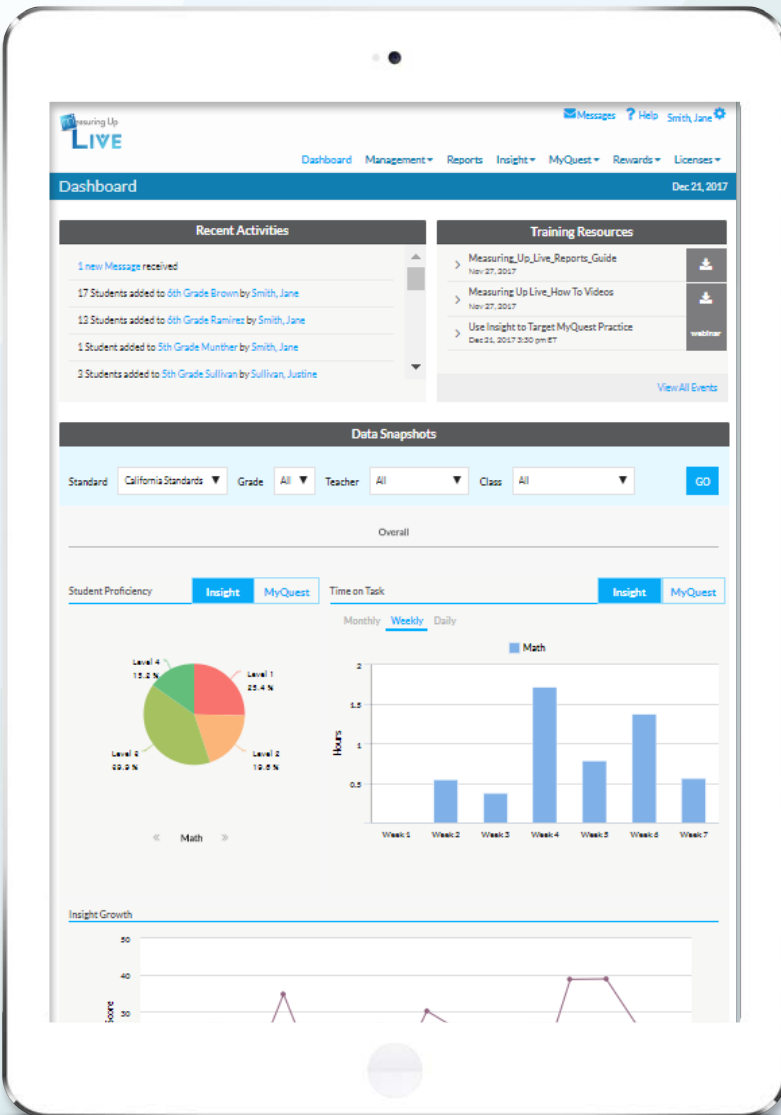 Measuring Up
LIVE
Messages ? Help Smith, Jane
Dashboard Management Reports Insight MyQuest Rewards Licenses
Dashboard Dec 21, 2017
Recent Activities
1 new Message received
17 Students added to 6th Grade Brown by Smith, Jane
13 Students added to 6th Grade Ramirez by Smith, Jane
1 Student added to 5th Grade Munther by Smith, Jane
3 Students added to 5th Grade Sullivan by Sullivan, Justine
Training Resources
Measuring_Up_Live_Reports_Guide
Nov 27, 2017
Measuring Up Live_How To Videos
Nov 27, 2017
Use Insight to Target MyQuest Practice
Dec 21, 2017 3:30 pm ET
webinar
View All Events
Data Snapshots
Standard California Standards Grade All Teacher All Class All GO
Overall
Student Proficiency Insight MyQuest
Level 4
15.2 %
Level 1
25.4 %
Level 3
39.9 %
Level 2
19.6 %
« Math »
Time on Task Insight MyQuest
Monthly Weekly Daily
Math
2
1.5
1
0.5
Hours
Week 1 Week 2 Week 3 Week 4 Week 5 Week 6 Week 7
Insight Growth
50
40
30
Score